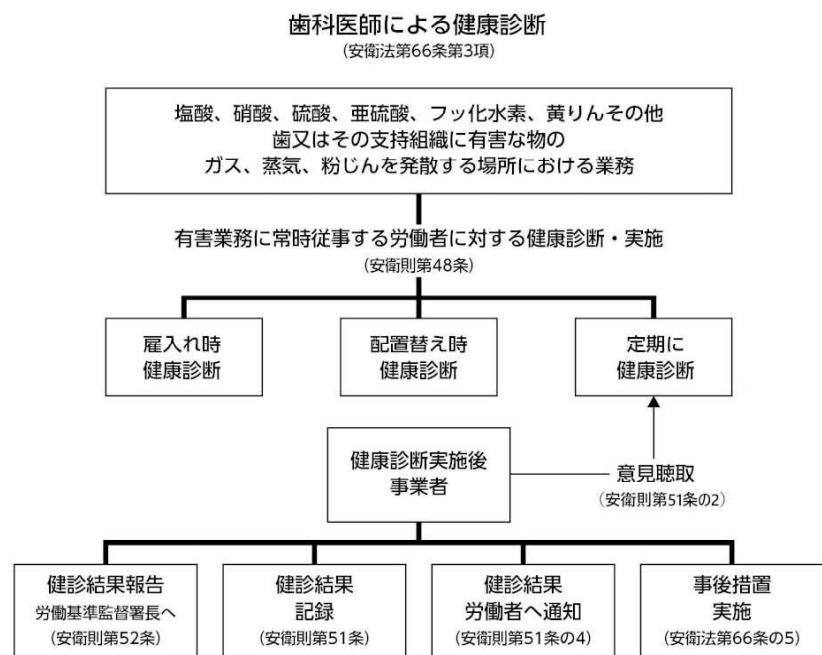 歯科医師による健康診断
(安衛法第66条第3項)
塩酸、硝酸、硫酸、亜硫酸、フッ化水素、黄りんその他
歯又はその支持組織に有害な物の
ガス、蒸気、粉じんを発散する場所における業務
有害業務に常時従事する労働者に対する健康診断・実施
(安衛則第48条)
雇入れ時
健康診断
配置替え時
健康診断
定期に
健康診断
健康診断実施後
事業者
意見聴取
(安衛則第51条の2)
健診結果報告
労働基準監督署長へ
(安衛則第52条)
健診結果
記録
(安衛則第51条)
健診結果
労働者へ通知
(安衛則第51条の4)
事後措置
実施
(安衛法第66条の5)